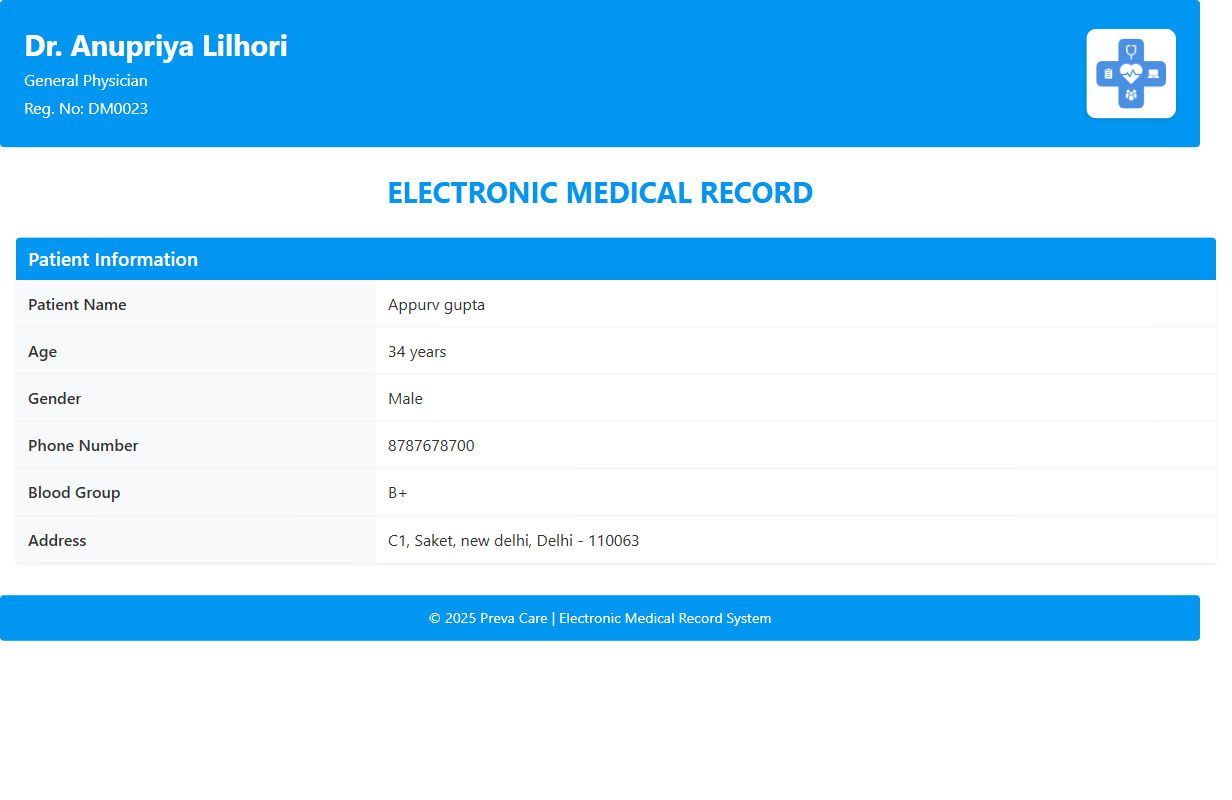 Dr. Anupriya Lilhori
General Physician
Reg. No: DM0023
ELECTRONIC MEDICAL RECORD
Patient Information
Patient Name Appurv gupta
Age 34 years
Gender Male
Phone Number 8787678700
Blood Group B+
Address C1, Saket, new delhi, Delhi - 110063
© 2025 Preva Care | Electronic Medical Record System